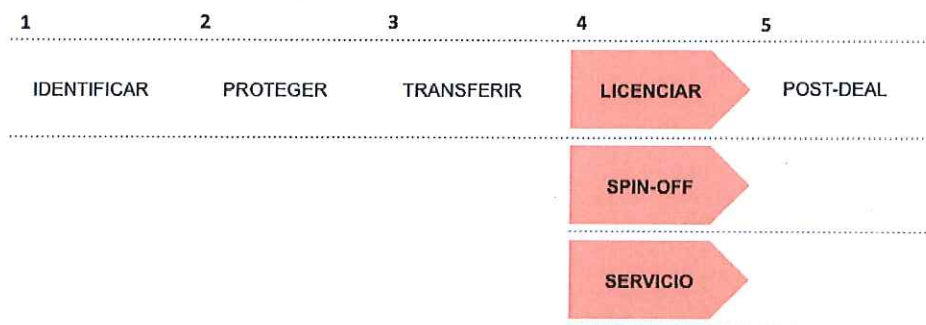 1 2 3 4 5
IDENTIFICAR PROTEGER TRANSFERIR LICENCIAR POST-DEAL
SPIN-OFF
SERVICIO